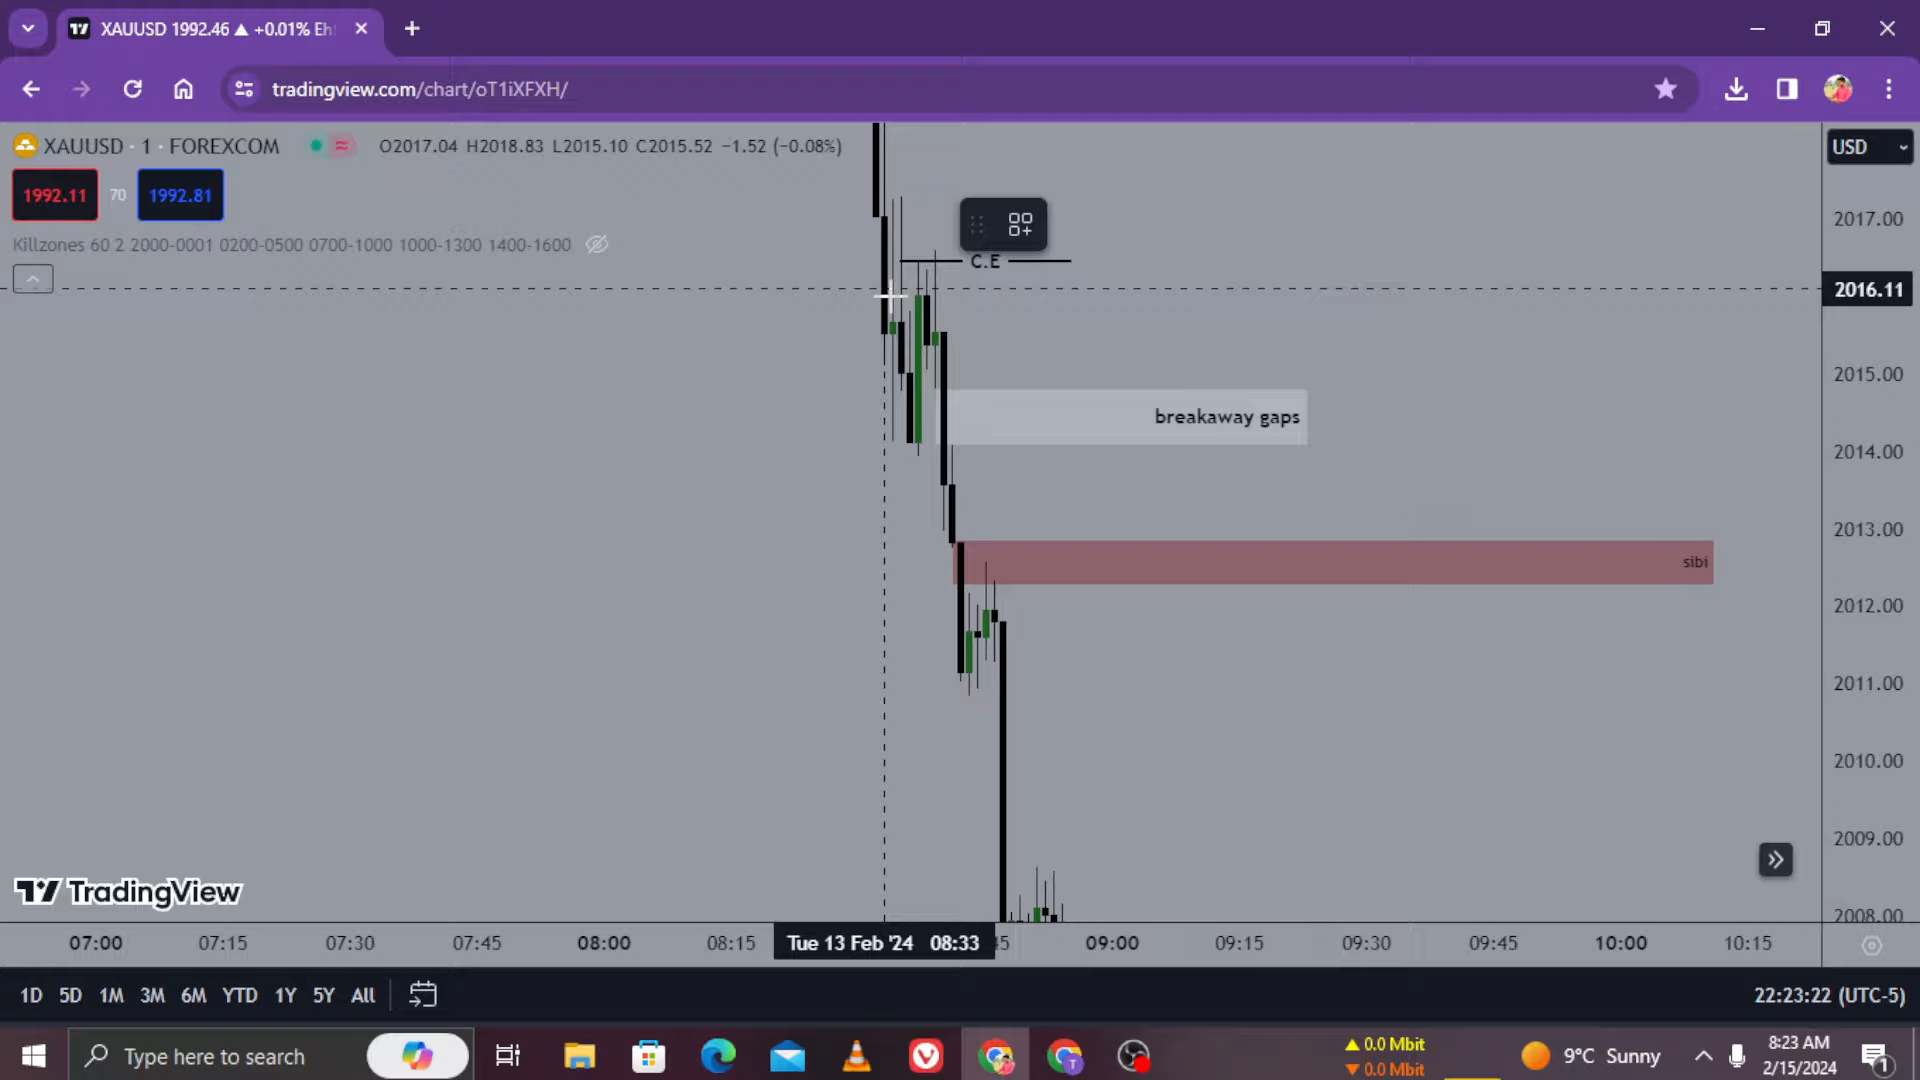 XAUUSD 1992.46 ▲ +0.01% Eh
tradingview.com/chart/oT1iXFXH/
XAUUSD · 1 · FOREXCOM
O2017.04 H2018.83 L2015.10 C2015.52 −1.52 (−0.08%)
USD
1992.11
70
1992.81
Killzones 60 2 2000-0001 0200-0500 0700-1000 1000-1300 1400-1600
C.E
breakaway gaps
sibi
2017.00
2016.11
2015.00
2014.00
2013.00
2012.00
2011.00
2010.00
2009.00
2008.00
TradingView
07:00 07:15 07:30 07:45 08:00 08:15 Tue 13 Feb '24 08:33 45 09:00 09:15 09:30 09:45 10:00 10:15
1D 5D 1M 3M 6M YTD 1Y 5Y All
22:23:22 (UTC-5)
Type here to search
▲ 0.0 Mbit
▼ 0.0 Mbit
9°C Sunny
8:23 AM
2/15/2024
1